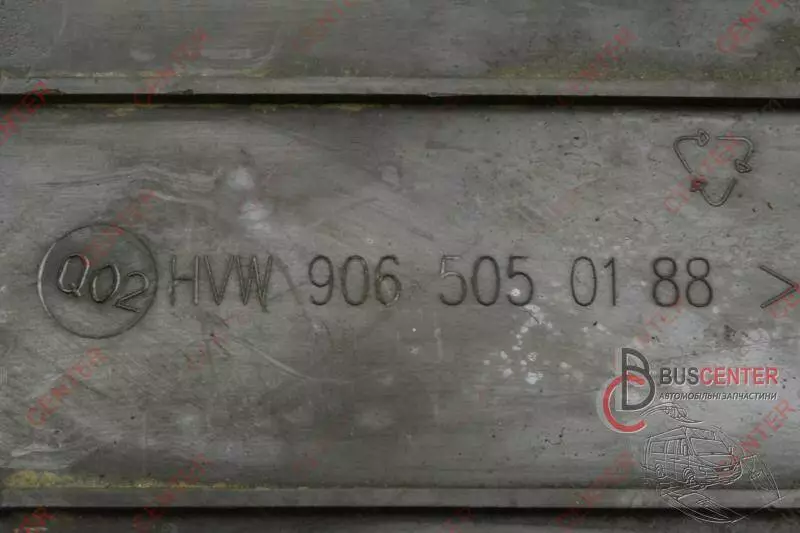 Q02 HVW 906 505 01 88 >
BUSCENTER
АВТОМОБІЛЬНІ ЗАПЧАСТИНИ